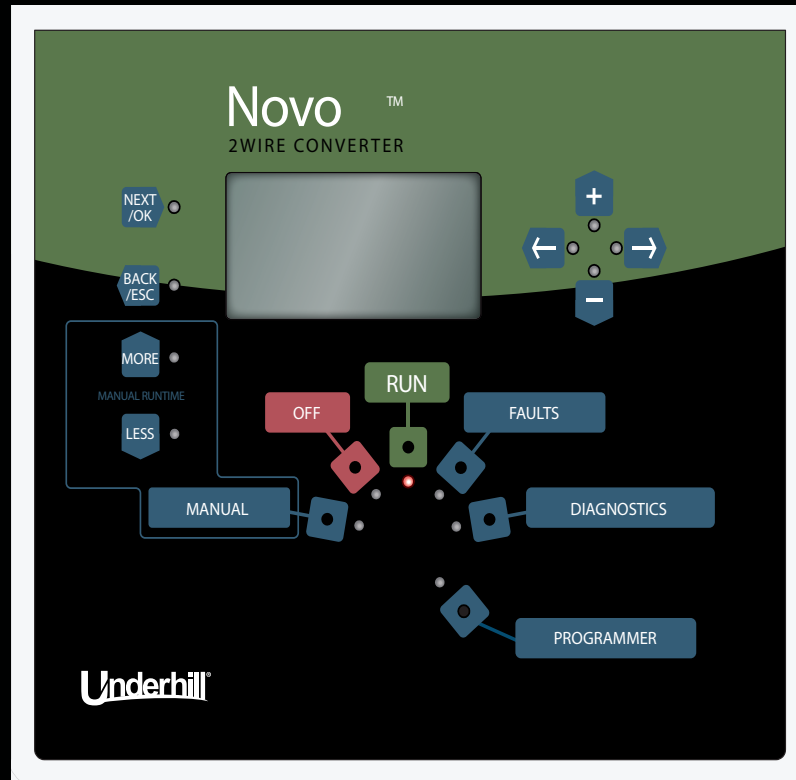 Novo ™
2WIRE CONVERTER
NEXT
/OK
+
← →
BACK
/ESC
−
MORE
MANUAL RUNTIME
LESS
RUN
OFF
FAULTS
MANUAL
DIAGNOSTICS
PROGRAMMER
Underhill®